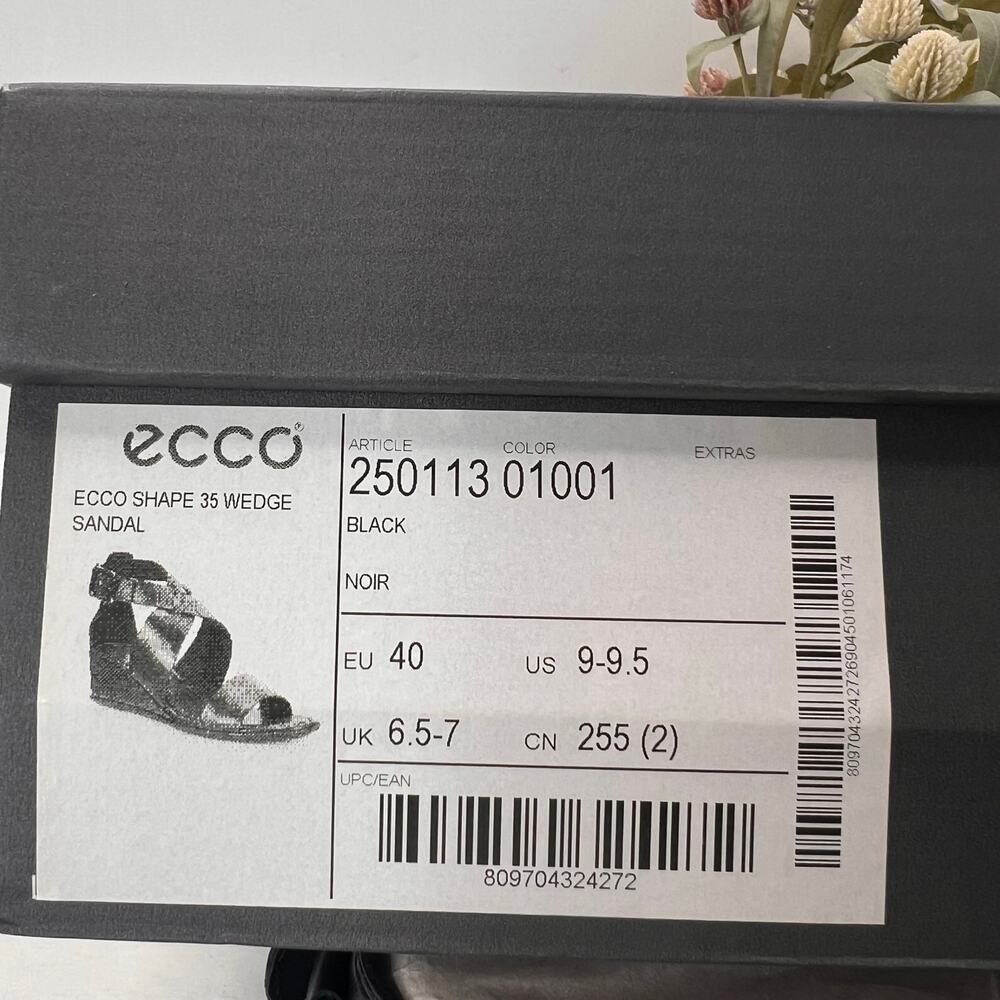 ecco®
ECCO SHAPE 35 WEDGE
SANDAL
ARTICLE COLOR EXTRAS
250113 01001
BLACK
NOIR
EU 40 US 9-9.5
UK 6.5-7 CN 255 (2)
UPC/EAN
809704324272
8097043242726904501061174